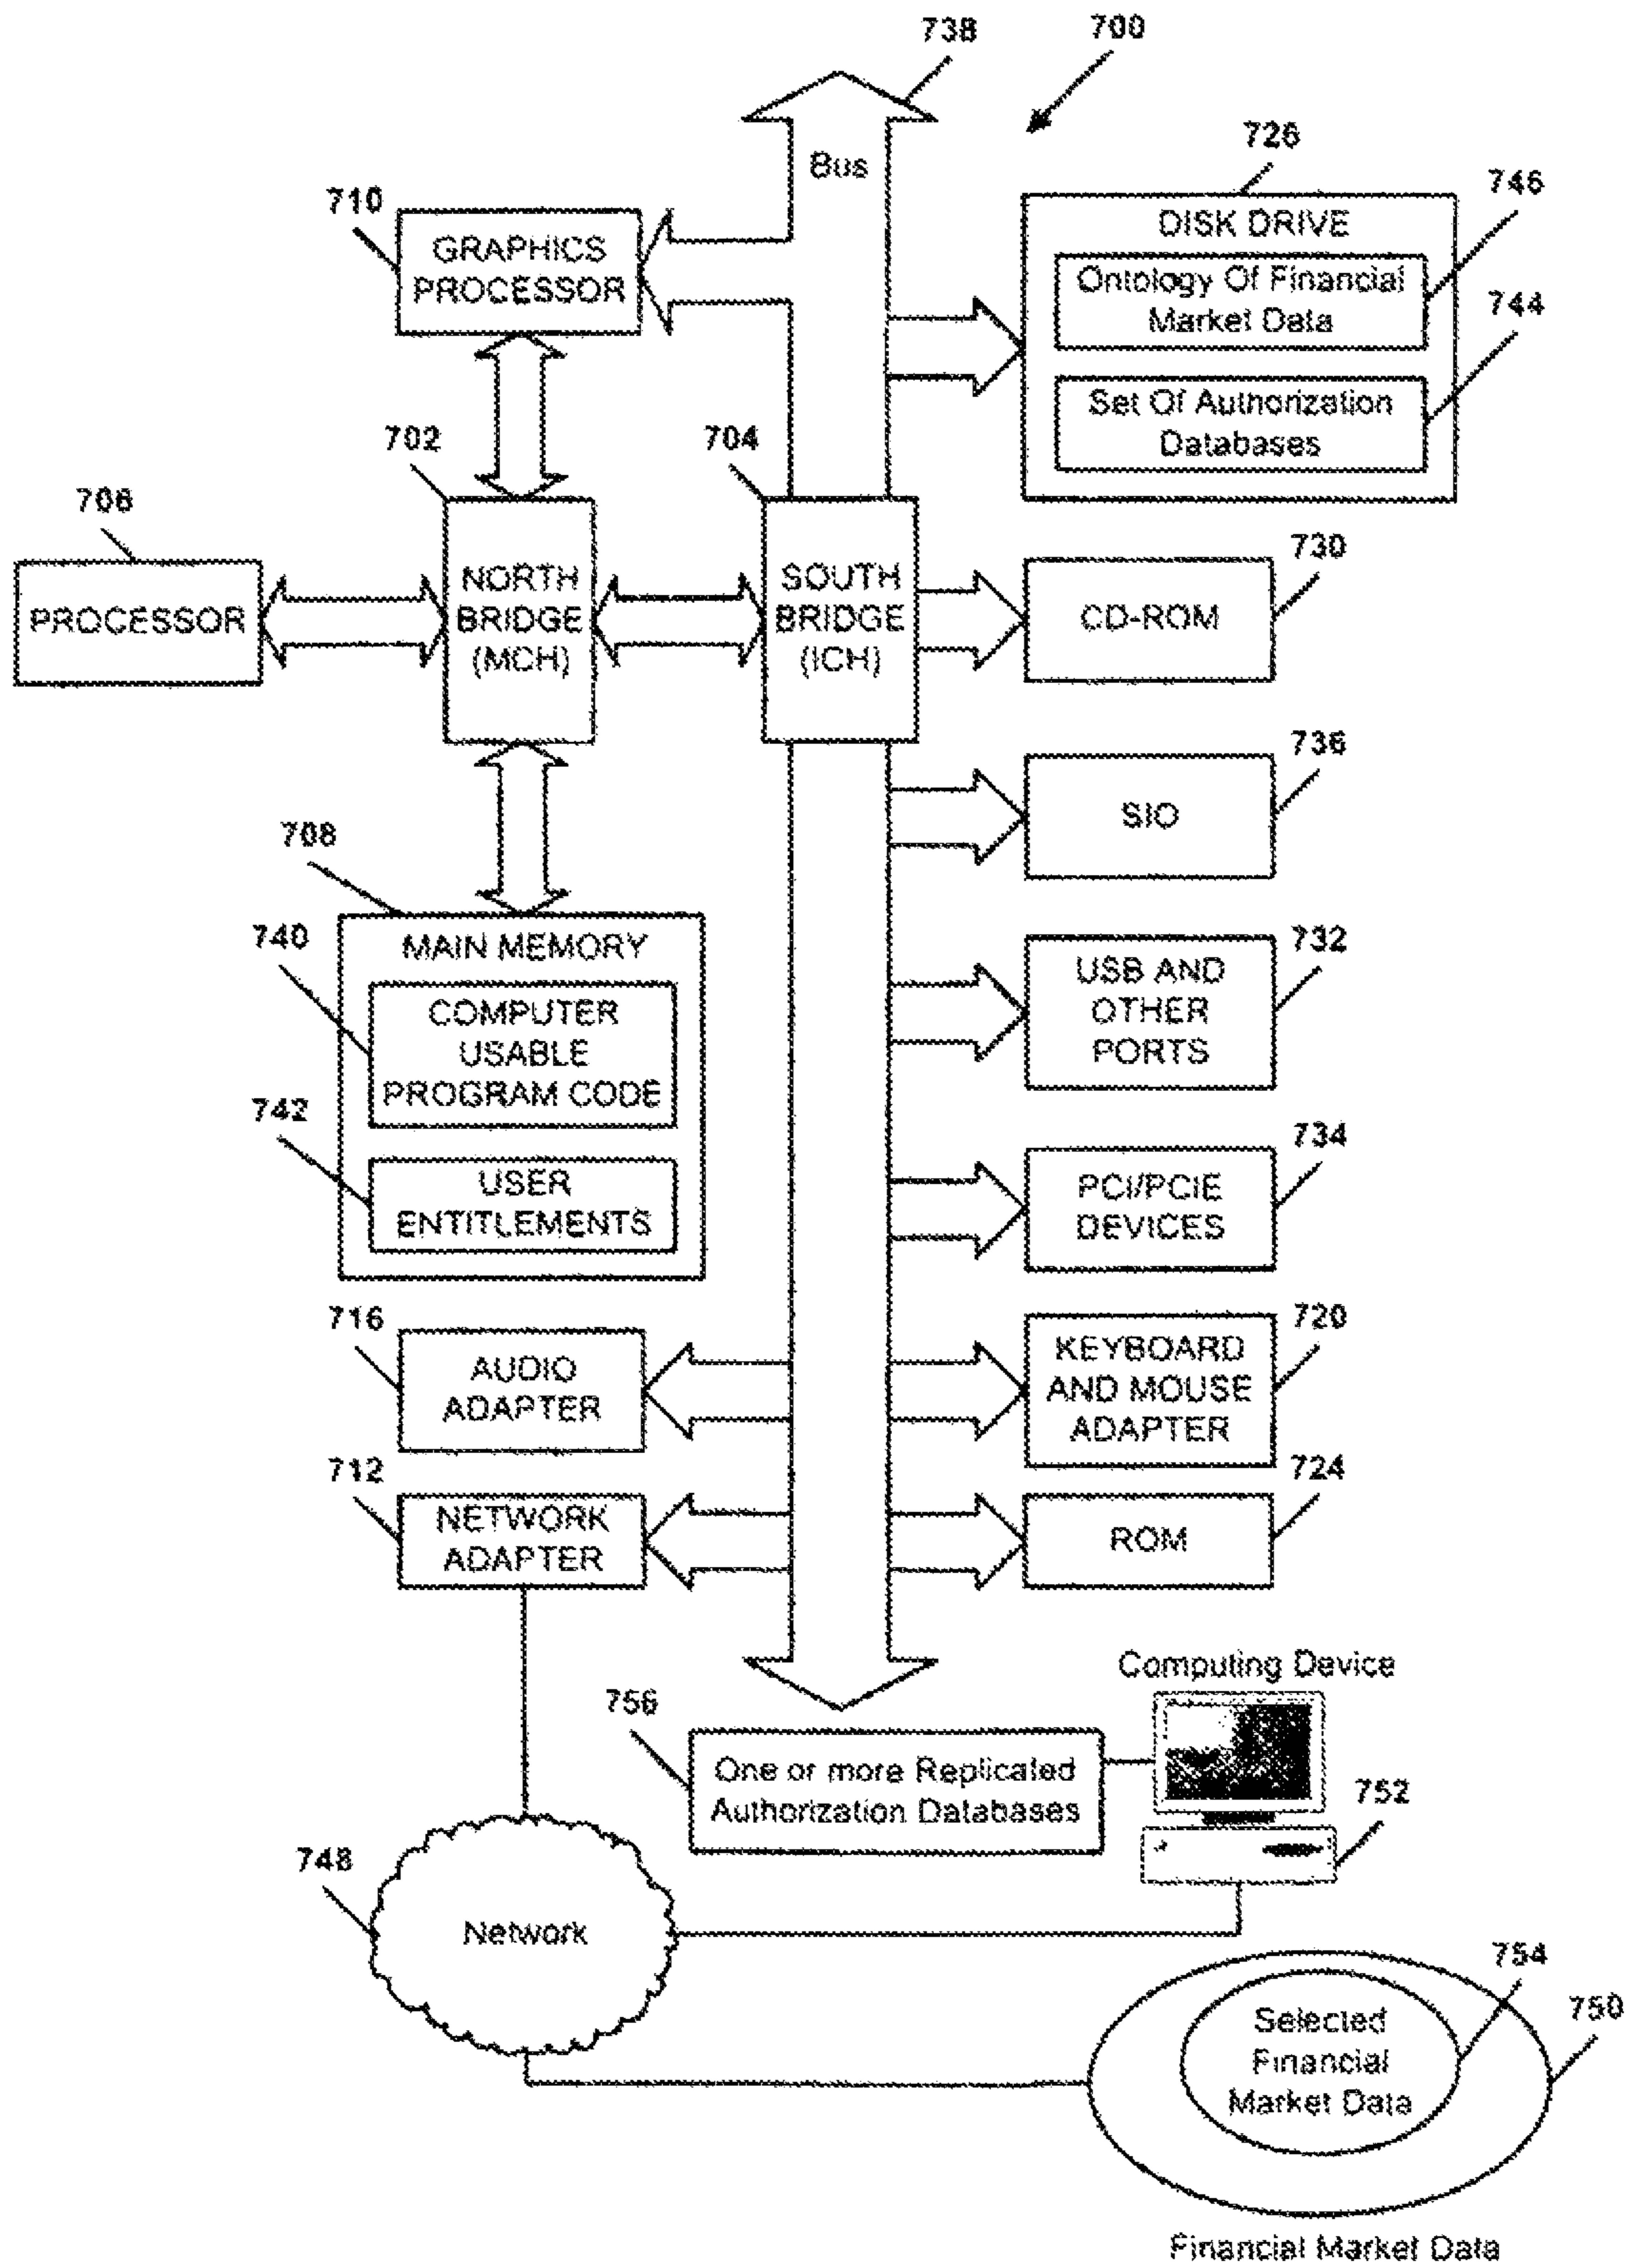 738
700
Bus
726
710
746
DISK DRIVE
GRAPHICS
PROCESSOR
Ontology Of Financial
Market Data
744
Set Of Authorization
Databases
702
704
706
730
NORTH
BRIDGE
(MCH)
SOUTH
BRIDGE
(ICH)
PROCESSOR
CD-ROM
736
SIO
708
MAIN MEMORY
740
COMPUTER
USABLE
PROGRAM CODE
732
USB AND
OTHER
PORTS
742
USER
ENTITLEMENTS
734
PCI/PCIE
DEVICES
716
AUDIO
ADAPTER
720
KEYBOARD
AND MOUSE
ADAPTER
712
NETWORK
ADAPTER
724
ROM
Computing Device
756
One or more Replicated
Authorization Databases
752
748
Network
754
750
Selected
Financial
Market Data
Financial Market Data